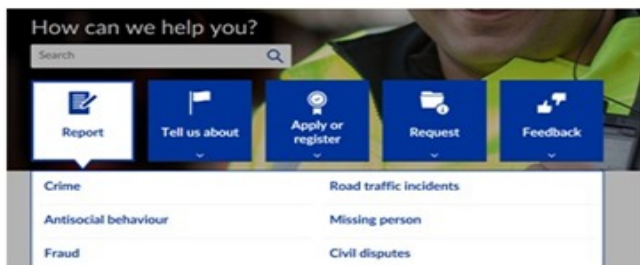 How can we help you?
Search
Report
Tell us about
Apply or
register
Request
Feedback
Crime
Road traffic incidents
Antisocial behaviour
Missing person
Fraud
Civil disputes